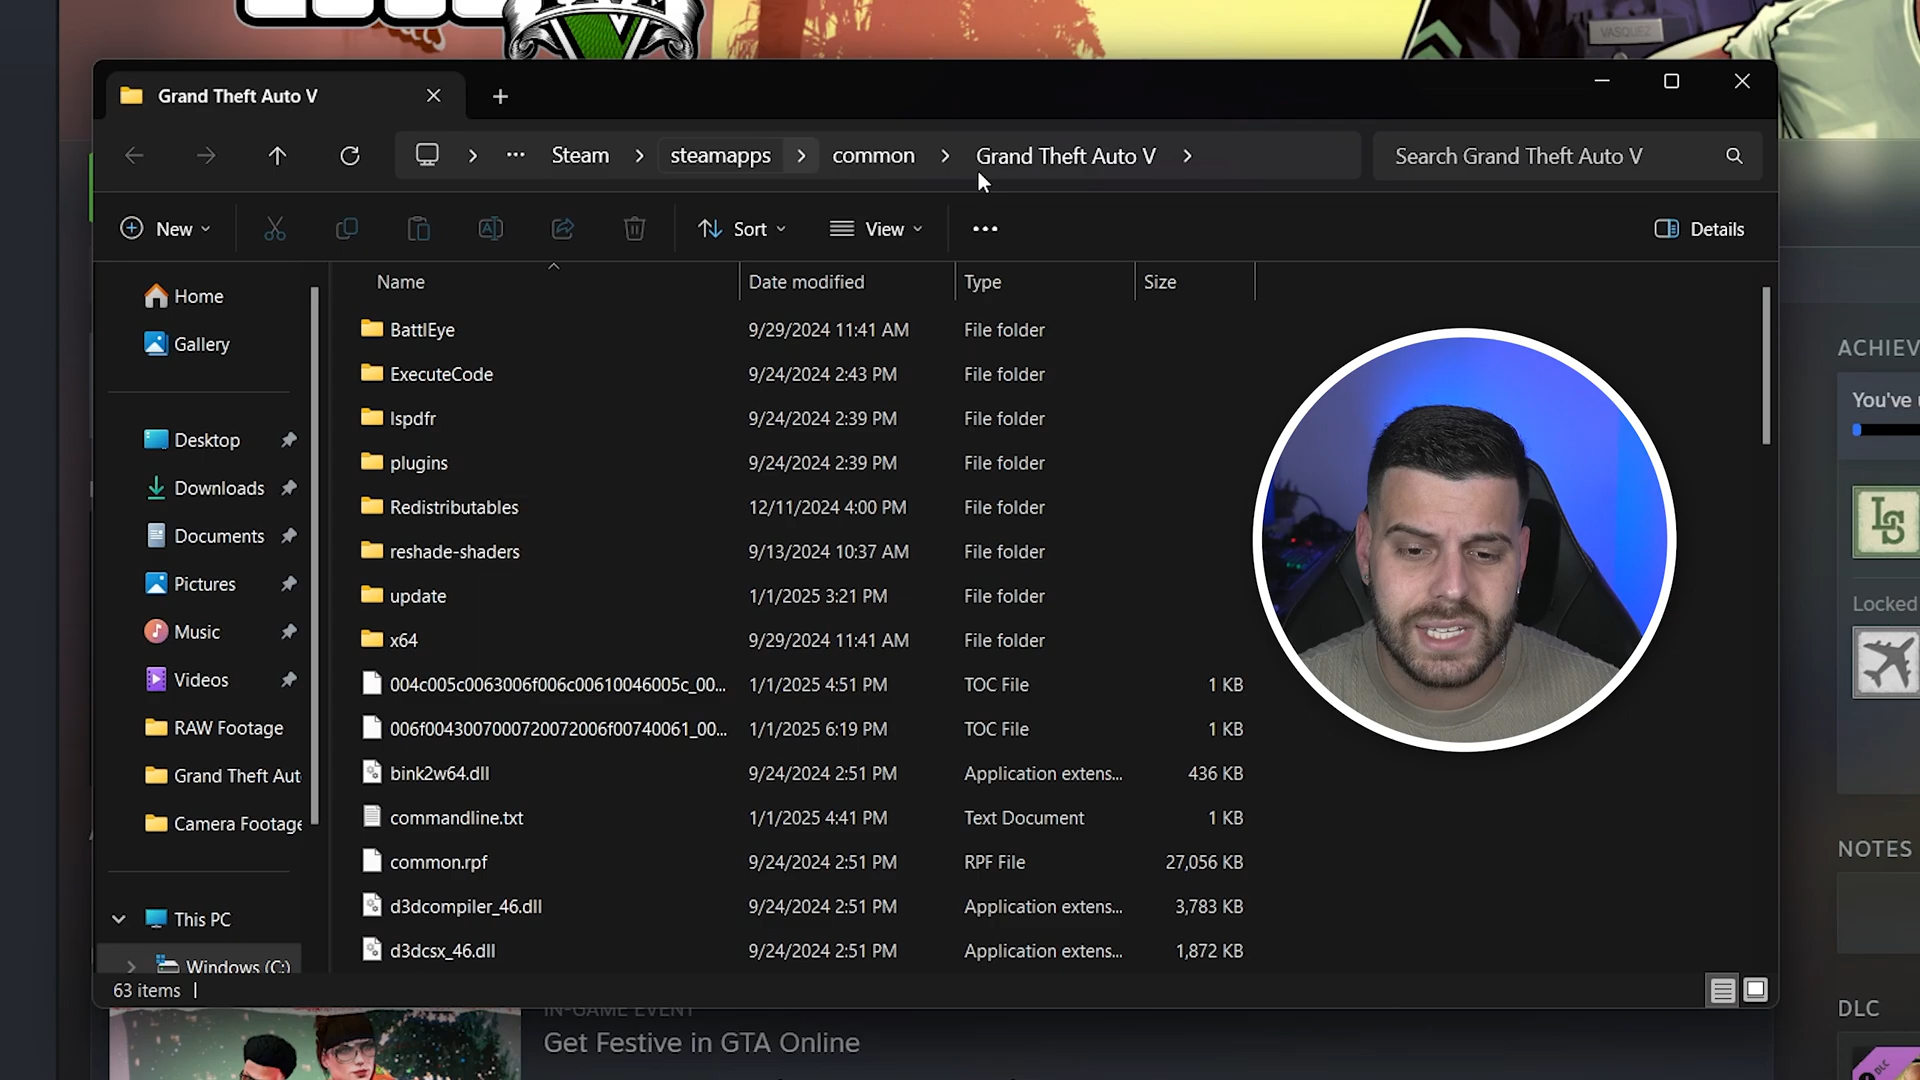 VASQUEZ
Grand Theft Auto V
Steam
steamapps
common
Grand Theft Auto V
Search Grand Theft Auto V
New
Sort
View
Details
Name
Date modified
Type
Size
Home
Gallery
Desktop
Downloads
Documents
Pictures
Music
Videos
RAW Footage
Grand Theft Aut
Camera Footage
This PC
Windows (C:)
BattlEye 9/29/2024 11:41 AM File folder
ExecuteCode 9/24/2024 2:43 PM File folder
lspdfr 9/24/2024 2:39 PM File folder
plugins 9/24/2024 2:39 PM File folder
Redistributables 12/11/2024 4:00 PM File folder
reshade-shaders 9/13/2024 10:37 AM File folder
update 1/1/2025 3:21 PM File folder
x64 9/29/2024 11:41 AM File folder
004c005c0063006f006c00610046005c_00... 1/1/2025 4:51 PM TOC File 1 KB
006f0043007000720072006f00740061_00... 1/1/2025 6:19 PM TOC File 1 KB
bink2w64.dll 9/24/2024 2:51 PM Application extens... 436 KB
commandline.txt 1/1/2025 4:41 PM Text Document 1 KB
common.rpf 9/24/2024 2:51 PM RPF File 27,056 KB
d3dcompiler_46.dll 9/24/2024 2:51 PM Application extens... 3,783 KB
d3dcsx_46.dll 9/24/2024 2:51 PM Application extens... 1,872 KB
63 items
ACHIEV
You've
LS
Locked
NOTES
DLC
DLC
IN-GAME EVENT
Get Festive in GTA Online